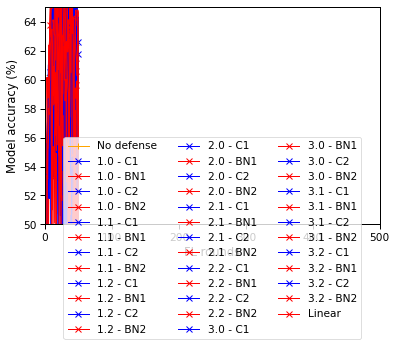 Model accuracy (%)
64
62
60
58
56
54
52
50
0
500
No defense
1.0 - C1
1.0 - BN1
1.0 - C2
1.0 - BN2
1.1 - C1
1.1 - BN1
1.1 - C2
1.1 - BN2
1.2 - C1
1.2 - BN1
1.2 - C2
1.2 - BN2
2.0 - C1
2.0 - BN1
2.0 - C2
2.0 - BN2
2.1 - C1
2.1 - BN1
2.1 - C2
2.1 - BN2
2.2 - C1
2.2 - BN1
2.2 - C2
2.2 - BN2
3.0 - C1
3.0 - BN1
3.0 - C2
3.0 - BN2
3.1 - C1
3.1 - BN1
3.1 - C2
3.1 - BN2
3.2 - C1
3.2 - BN1
3.2 - C2
3.2 - BN2
Linear